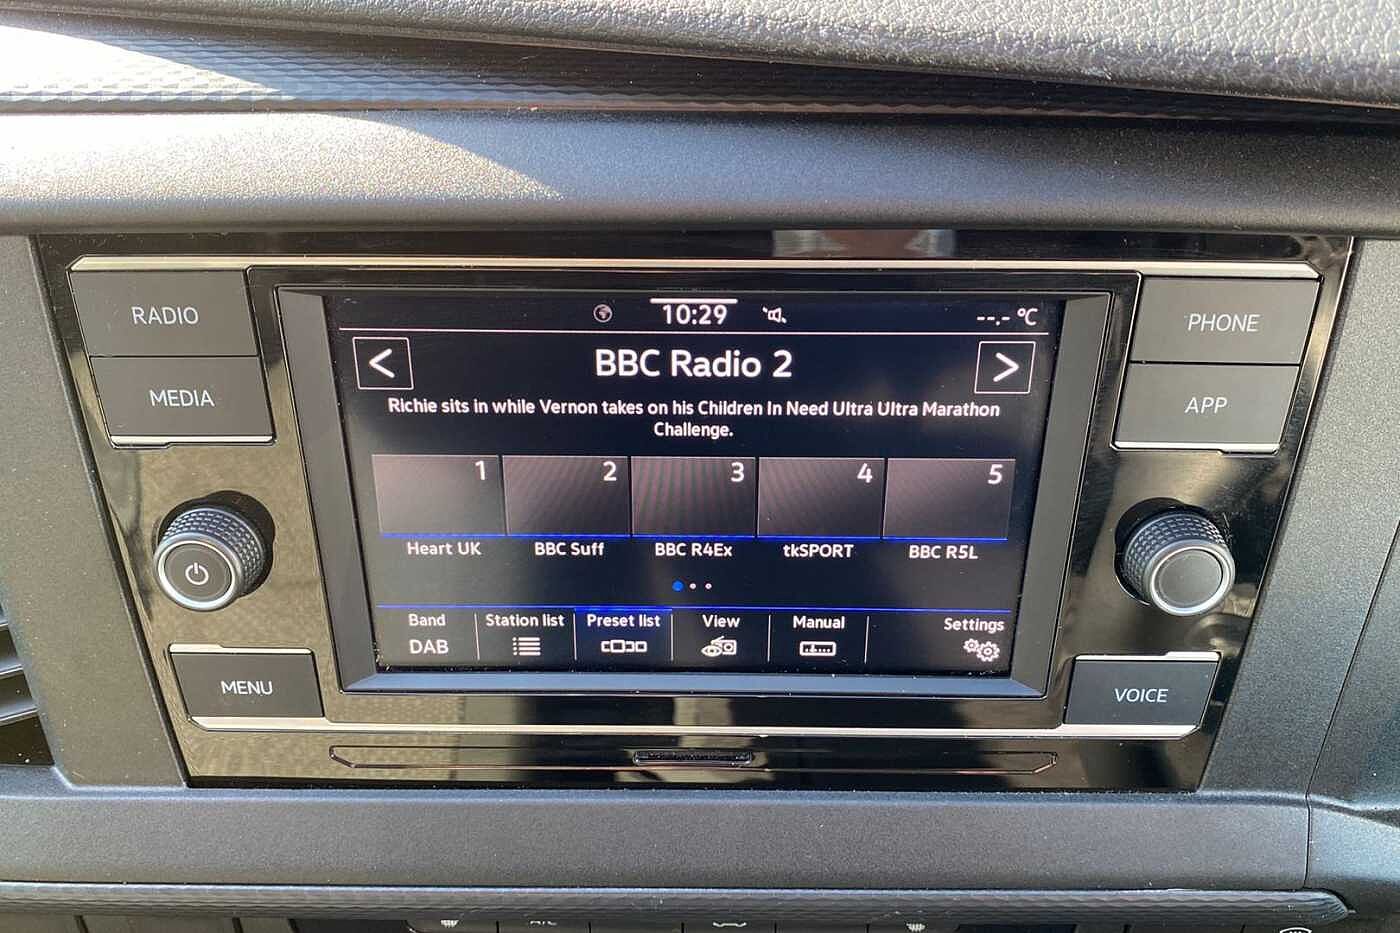 RADIO
MEDIA
MENU
PHONE
APP
VOICE
10:29
--.- °C
BBC Radio 2
Richie sits in while Vernon takes on his Children In Need Ultra Ultra Marathon
Challenge.
1 2 3 4 5
Heart UK BBC Suff BBC R4Ex tkSPORT BBC R5L
Band Station list Preset list View Manual Settings
DAB
A/C